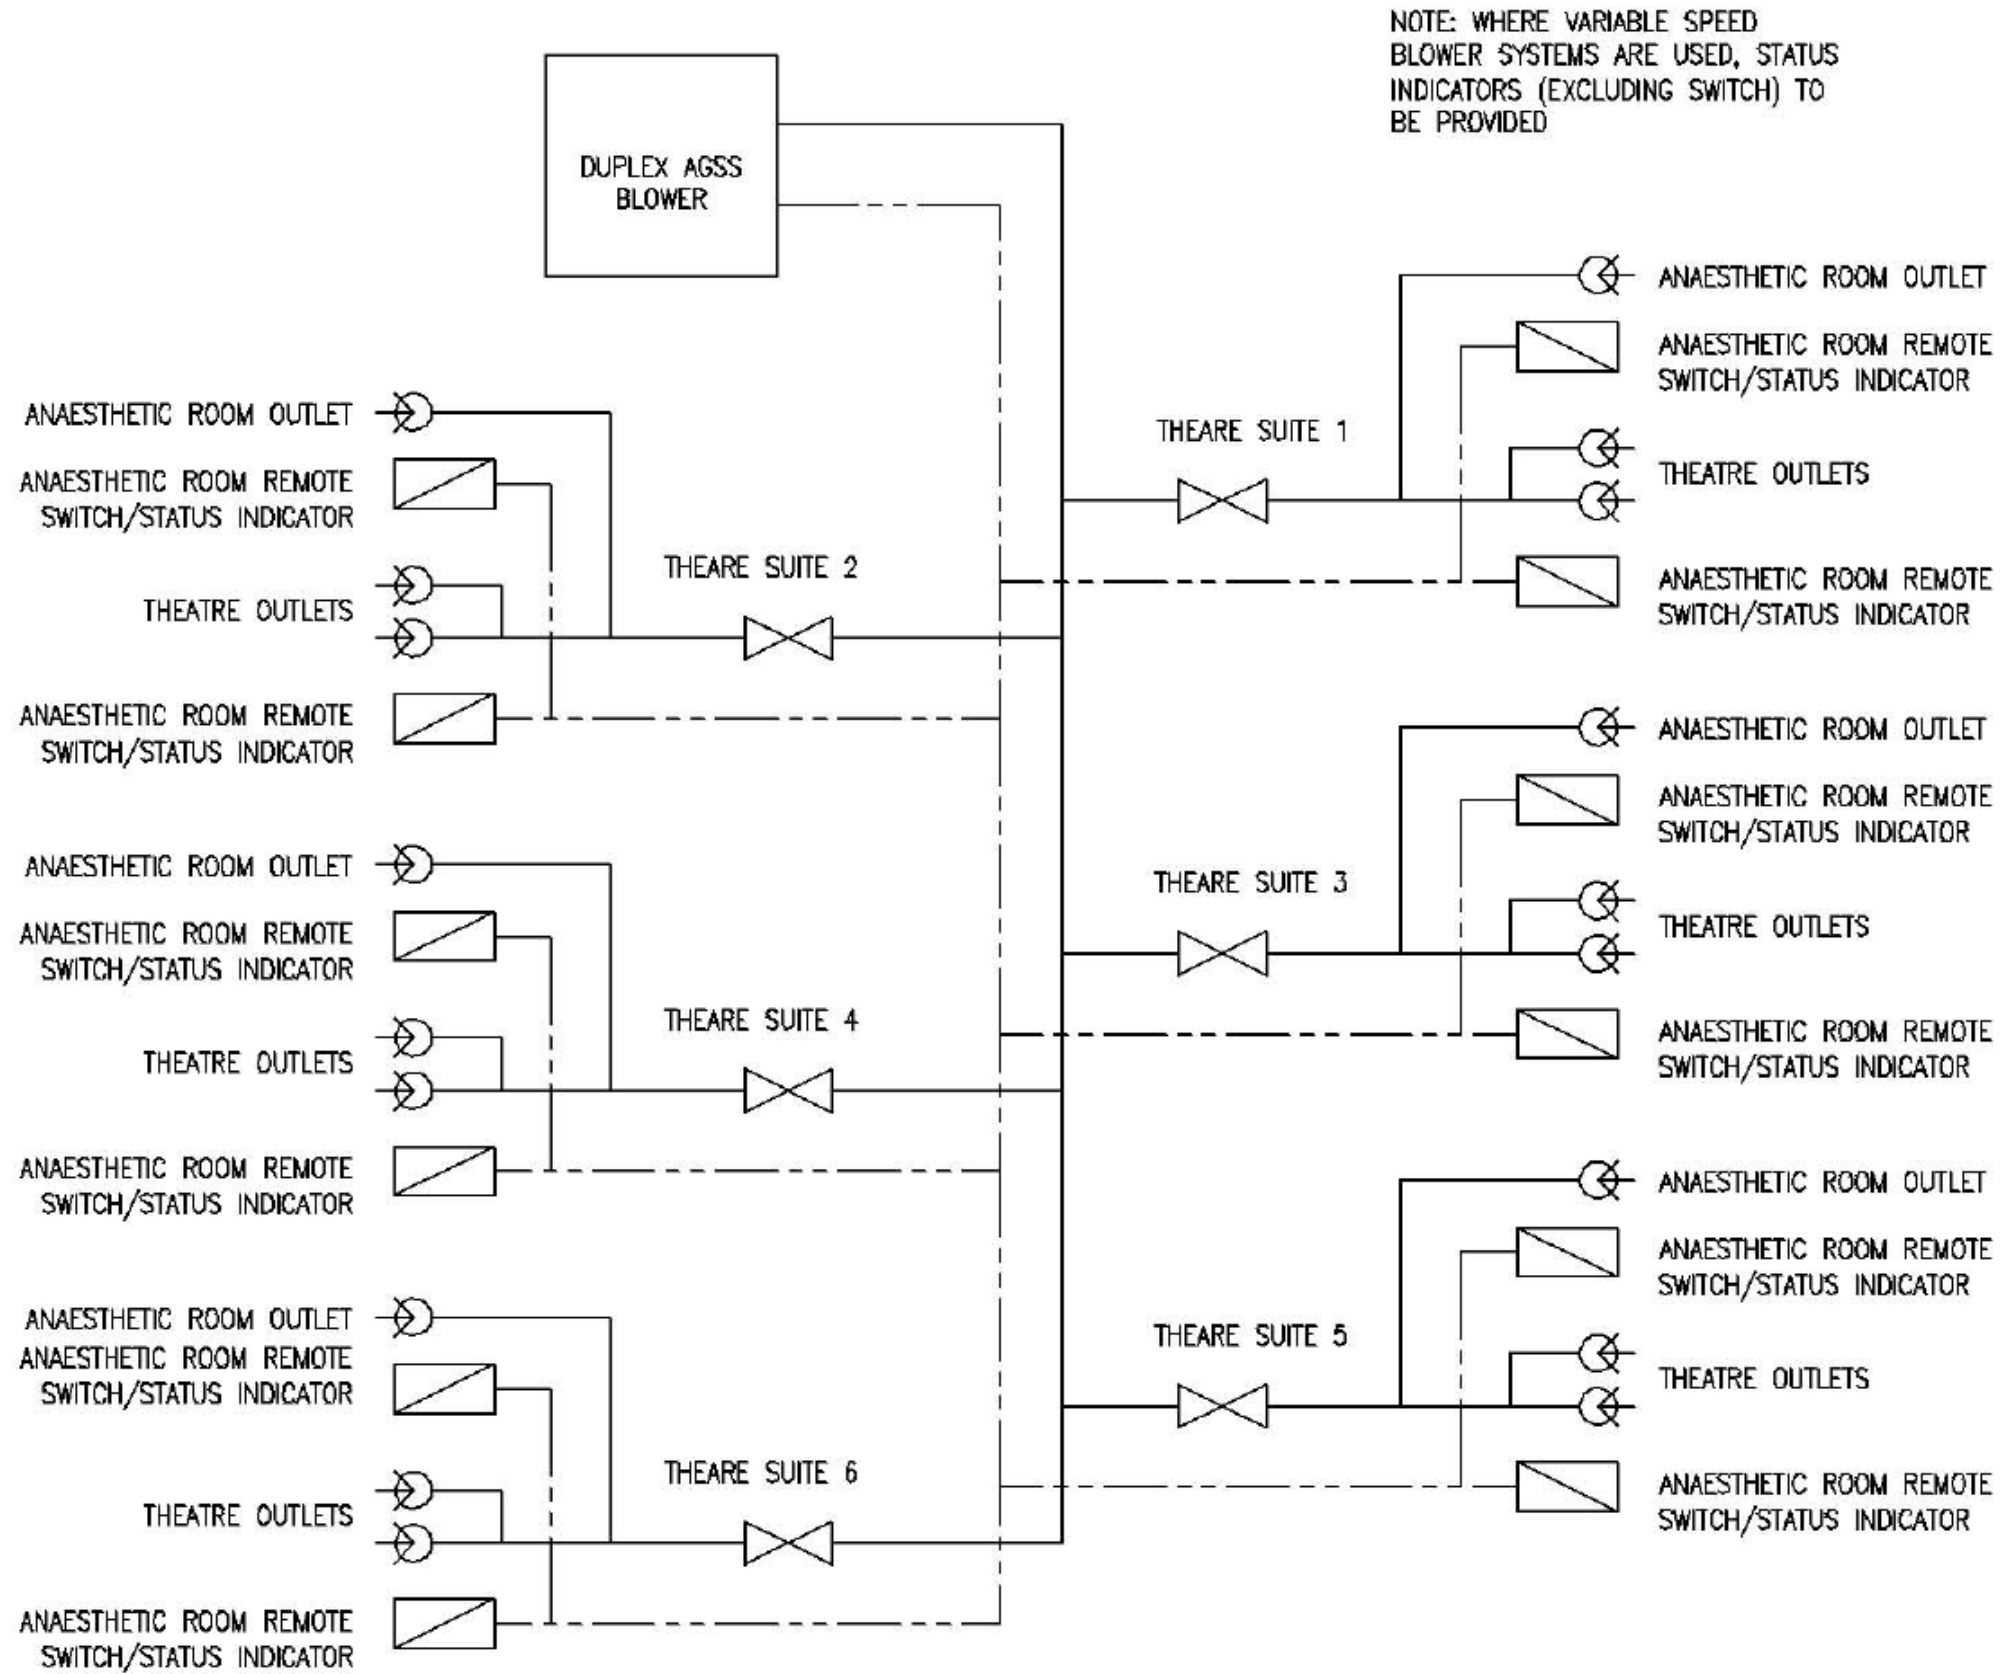 NOTE: WHERE VARIABLE SPEED
BLOWER SYSTEMS ARE USED, STATUS
INDICATORS (EXCLUDING SWITCH) TO
BE PROVIDED
DUPLEX AGSS
BLOWER
THEARE SUITE 1
ANAESTHETIC ROOM OUTLET
ANAESTHETIC ROOM REMOTE
SWITCH/STATUS INDICATOR
THEATRE OUTLETS
ANAESTHETIC ROOM REMOTE
SWITCH/STATUS INDICATOR
ANAESTHETIC ROOM OUTLET
ANAESTHETIC ROOM REMOTE
SWITCH/STATUS INDICATOR
THEATRE OUTLETS
ANAESTHETIC ROOM REMOTE
SWITCH/STATUS INDICATOR
THEARE SUITE 2
THEARE SUITE 3
ANAESTHETIC ROOM OUTLET
ANAESTHETIC ROOM REMOTE
SWITCH/STATUS INDICATOR
THEATRE OUTLETS
ANAESTHETIC ROOM REMOTE
SWITCH/STATUS INDICATOR
ANAESTHETIC ROOM OUTLET
ANAESTHETIC ROOM REMOTE
SWITCH/STATUS INDICATOR
THEATRE OUTLETS
ANAESTHETIC ROOM REMOTE
SWITCH/STATUS INDICATOR
THEARE SUITE 4
THEARE SUITE 5
ANAESTHETIC ROOM OUTLET
ANAESTHETIC ROOM REMOTE
SWITCH/STATUS INDICATOR
THEATRE OUTLETS
ANAESTHETIC ROOM REMOTE
SWITCH/STATUS INDICATOR
ANAESTHETIC ROOM OUTLET
ANAESTHETIC ROOM REMOTE
SWITCH/STATUS INDICATOR
THEATRE OUTLETS
ANAESTHETIC ROOM REMOTE
SWITCH/STATUS INDICATOR
THEARE SUITE 6